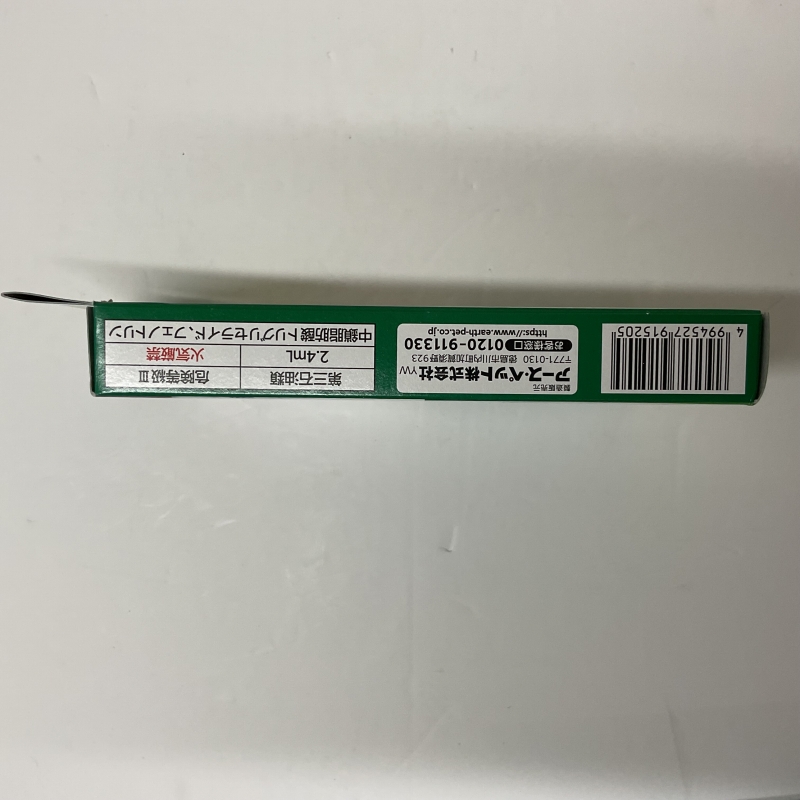 4 994527 915205
製造販売元
アース・ペット株式会社 YW
〒771-0130 徳島市川内町加賀須野923
お客様窓口 0120-911330
https://www.earth-pet.co.jp
第三石油類 危険等級Ⅲ
2.4mL 火気厳禁
中鎖脂肪酸トリグリセライド、フェノトリン